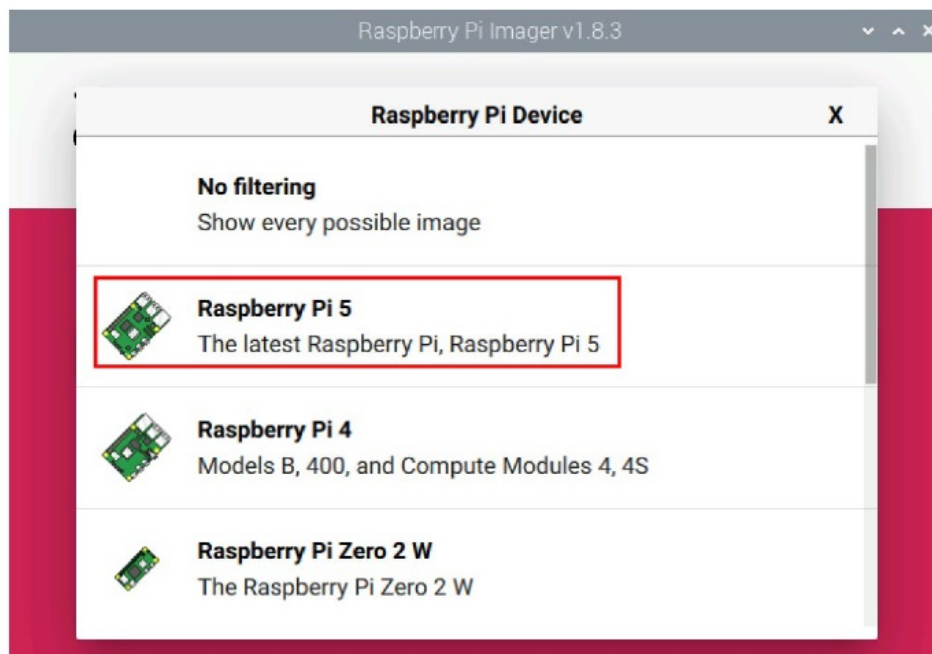 Raspberry Pi Imager v1.8.3
Raspberry Pi Device
X
No filtering
Show every possible image
Raspberry Pi 5
The latest Raspberry Pi, Raspberry Pi 5
Raspberry Pi 4
Models B, 400, and Compute Modules 4, 4S
Raspberry Pi Zero 2 W
The Raspberry Pi Zero 2 W